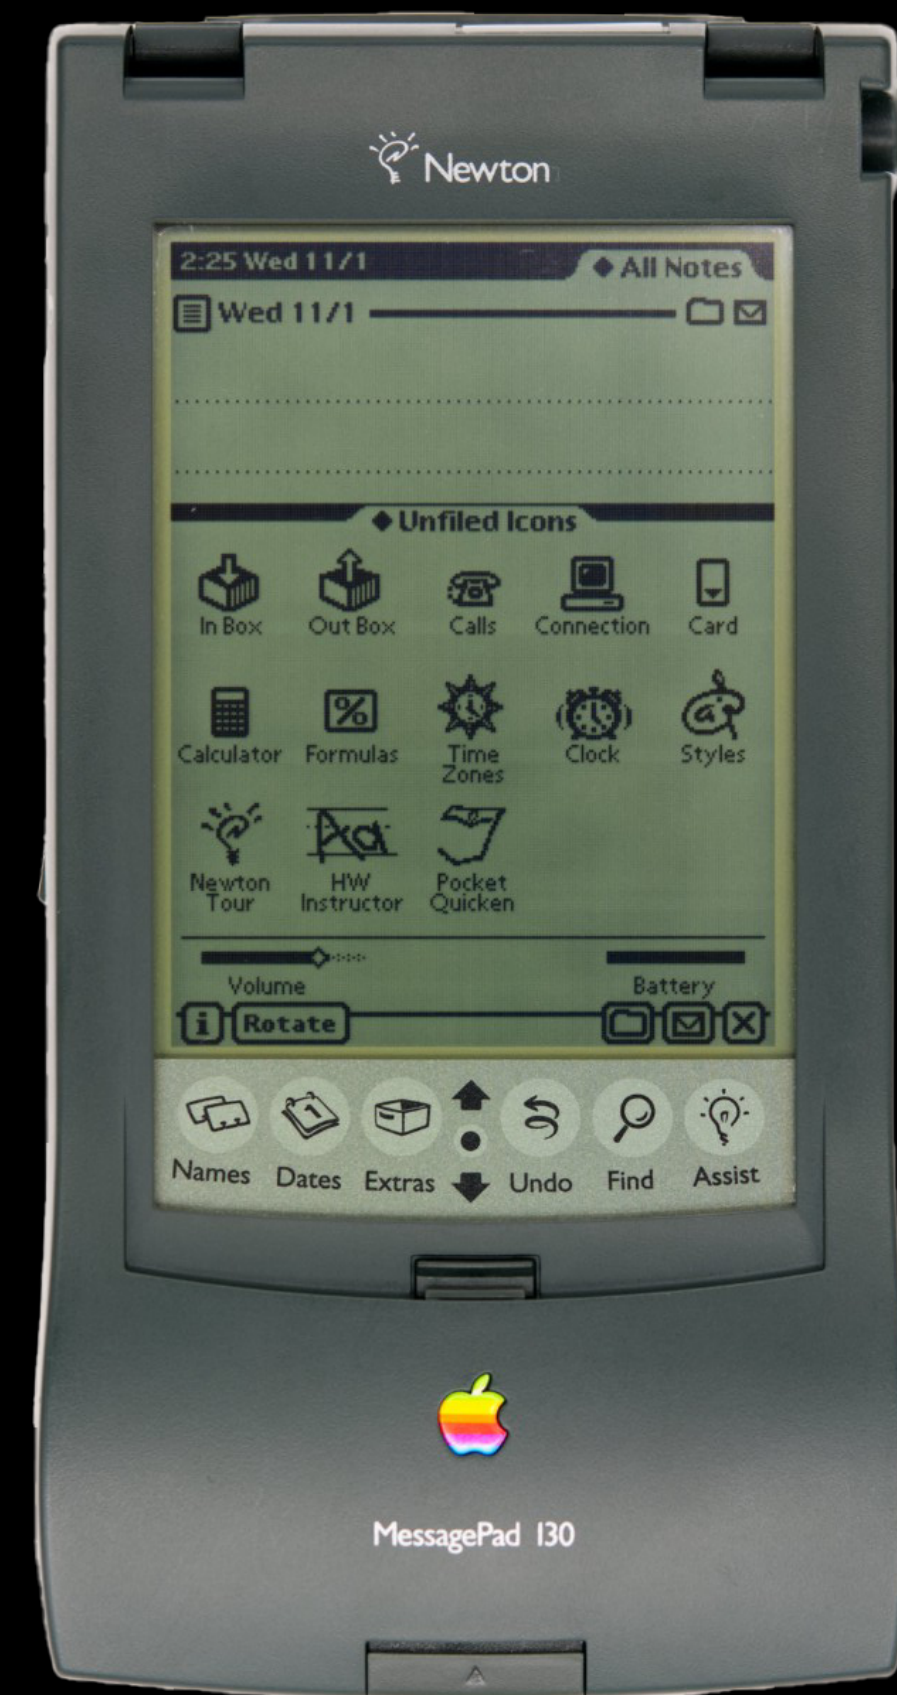 Newton
2:25 Wed 11/1 All Notes
Wed 11/1
Unfiled Icons
In Box Out Box Calls Connection Card
Calculator Formulas Time Zones Clock Styles
Newton Tour HW Instructor Pocket Quicken
Volume Battery
i Rotate X
Names Dates Extras Undo Find Assist
MessagePad 130